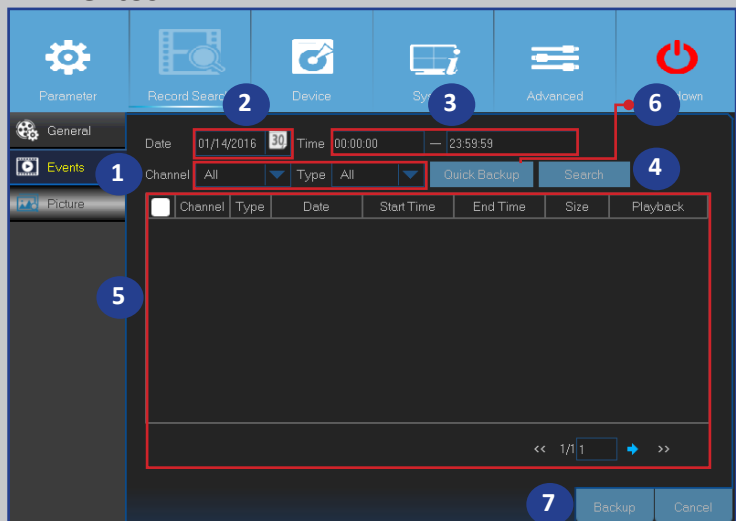 Parameter Record Search Device Advanced down
2 3 6
General
Date 01/14/2016 30 Time 00:00:00 — 23:59:59
Events 1 Channel All Type All Quick Backup Search 4
Picture
Channel Type Date Start Time End Time Size Playback
5
<< 1/1 1 >>
7 Backup Cancel